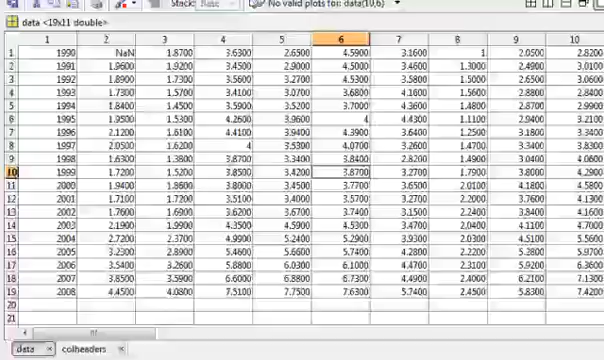 Stack: Base No valid plots for: data(10,6)
data <19x11 double>
1 2 3 4 5 6 7 8 9 10
1 1990 NaN 1.8700 3.6300 2.6500 4.5900 3.1600 1 2.0500 2.8200
2 1991 1.9600 1.9200 3.4500 2.9000 4.5000 3.4600 1.3000 2.4900 3.0100
3 1992 1.8900 1.7300 3.5600 3.2700 4.5300 3.5800 1.5000 2.6500 3.0600
4 1993 1.7300 1.5700 3.4100 3.0700 3.6800 4.1600 1.5600 2.8800 2.8400
5 1994 1.8400 1.4500 3.5900 3.5200 3.7000 4.3600 1.4800 2.8700 2.9900
6 1995 1.9500 1.5300 4.2600 3.9600 4 4.4300 1.1100 2.9400 3.2100
7 1996 2.1200 1.6100 4.4100 3.9400 4.3900 3.6400 1.2500 3.1800 3.3400
8 1997 2.0500 1.6200 4 3.5300 4.0700 3.2600 1.4700 3.3400 3.8300
9 1998 1.6300 1.3800 3.8700 3.3400 3.8400 2.8200 1.4900 3.0400 4.0600
10 1999 1.7200 1.5200 3.8500 3.4200 3.8700 3.2700 1.7900 3.8000 4.2900
11 2000 1.9400 1.8600 3.8000 3.4500 3.7700 3.6500 2.0100 4.1800 4.5800
12 2001 1.7100 1.7200 3.5100 3.4000 3.5700 3.2700 2.2000 3.7600 4.1300
13 2002 1.7600 1.6900 3.6200 3.6700 3.7400 3.1500 2.2400 3.8400 4.1600
14 2003 2.1900 1.9900 4.3500 4.5900 4.5300 3.4700 2.0400 4.1100 4.7000
15 2004 2.7200 2.3700 4.9900 5.2400 5.2900 3.9300 2.0300 4.5100 5.5600
16 2005 3.2300 2.8900 5.4600 5.6600 5.7400 4.2800 2.2200 5.2800 5.9700
17 2006 3.5400 3.2600 5.8800 6.0300 6.1000 4.4700 2.3100 5.9200 6.3600
18 2007 3.8500 3.5900 6.6000 6.8800 6.7300 4.4900 2.4000 6.2100 7.1300
19 2008 4.4500 4.0800 7.5100 7.7500 7.6300 5.7400 2.4500 5.8300 7.4200
20
21
data colheaders